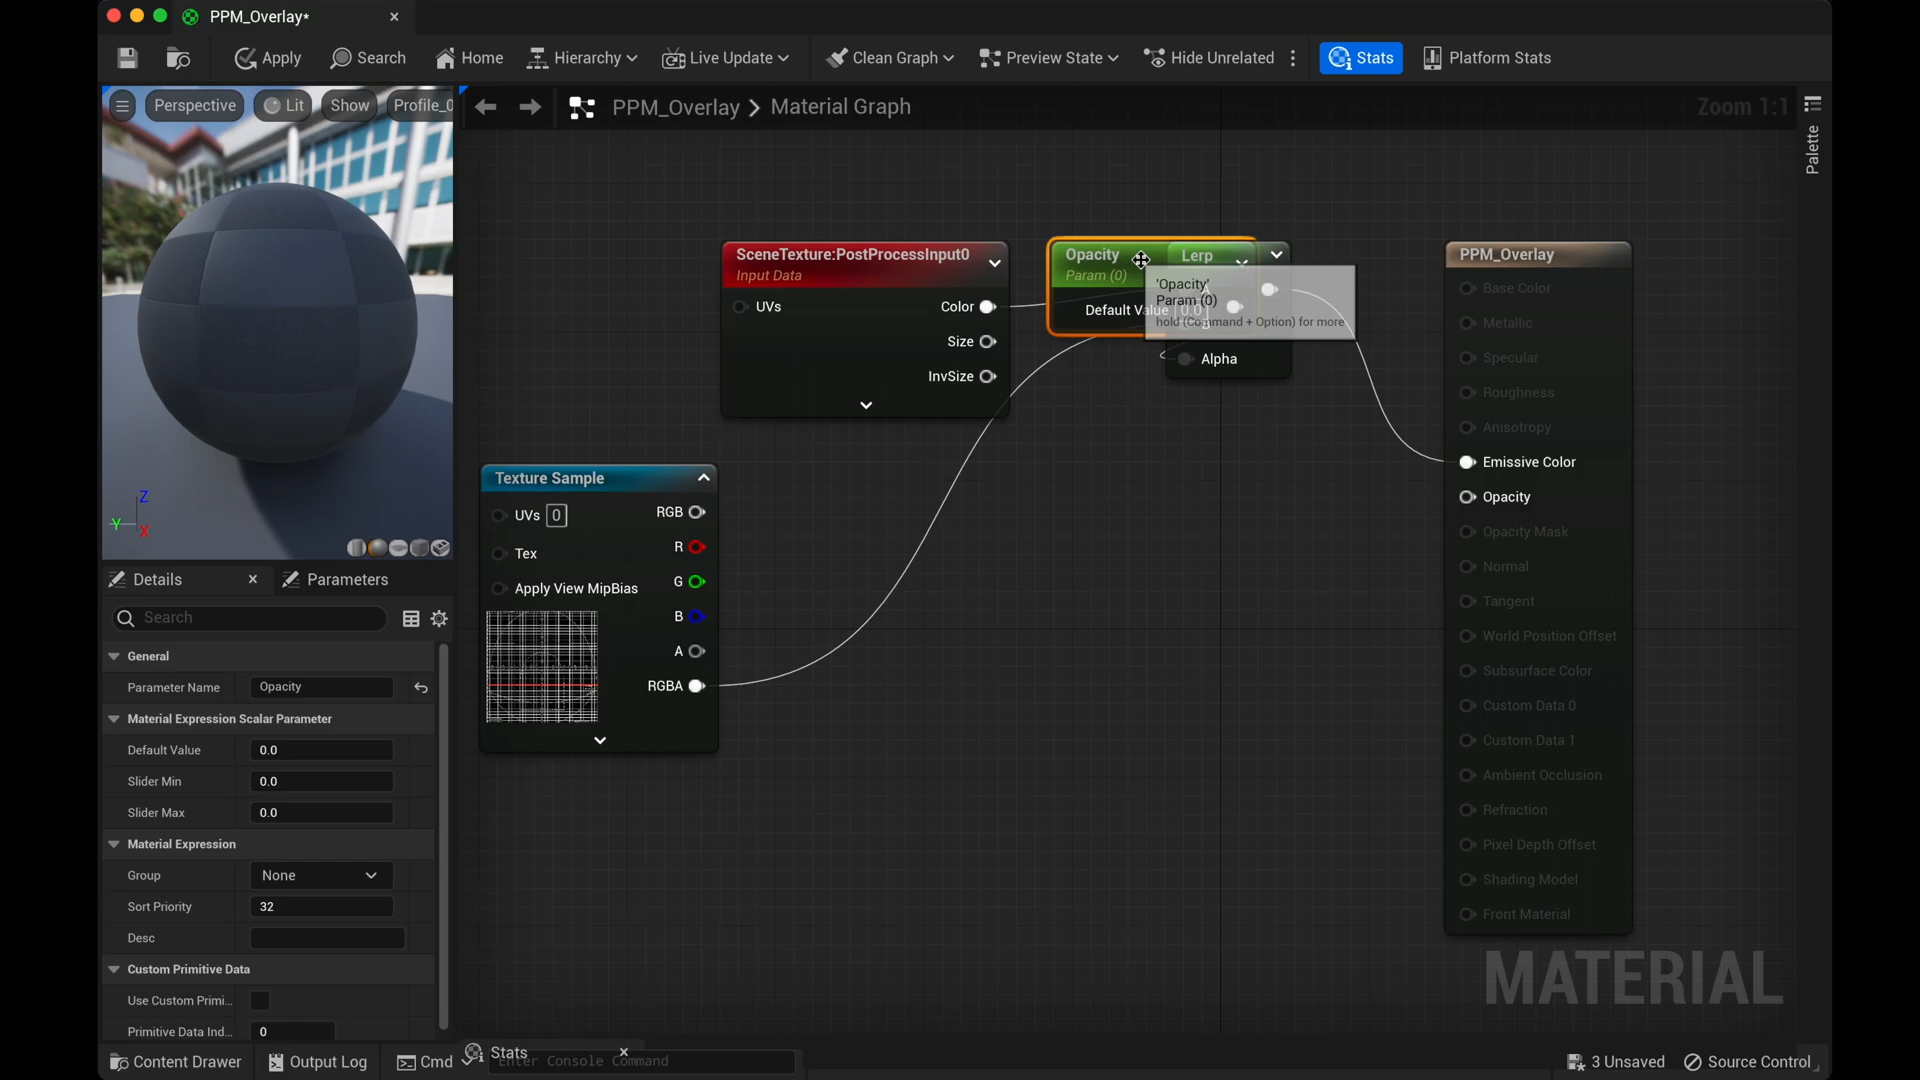 PPM_Overlay*
Apply
Search
Home
Hierarchy
Live Update
Clean Graph
Preview State
Hide Unrelated
Stats
Platform Stats
Perspective
Lit
Show
Profile_0
PPM_Overlay > Material Graph
Zoom 1:1
Palette
SceneTexture:PostProcessInput0
Input Data
UVs
Color
Size
InvSize
Opacity
Param (0)
Default Value
0.0
Lerp
'Opacity'
Param (0)
hold (Command + Option) for more
Alpha
PPM_Overlay
Base Color
Metallic
Specular
Roughness
Anisotropy
Emissive Color
Opacity
Opacity Mask
Normal
Tangent
World Position Offset
Subsurface Color
Custom Data 0
Custom Data 1
Ambient Occlusion
Refraction
Pixel Depth Offset
Shading Model
Front Material
Texture Sample
UVs 0
RGB
Tex
R
Apply View MipBias
G
B
A
RGBA
Z
Y
X
Details
Parameters
Search
General
Parameter Name
Opacity
Material Expression Scalar Parameter
Default Value
0.0
Slider Min
0.0
Slider Max
0.0
Material Expression
Group
None
Sort Priority
32
Desc
Custom Primitive Data
Use Custom Primi...
Primitive Data Ind...
0
MATERIAL
Stats
Content Drawer
Output Log
Cmd
Enter Console Command
3 Unsaved
Source Control